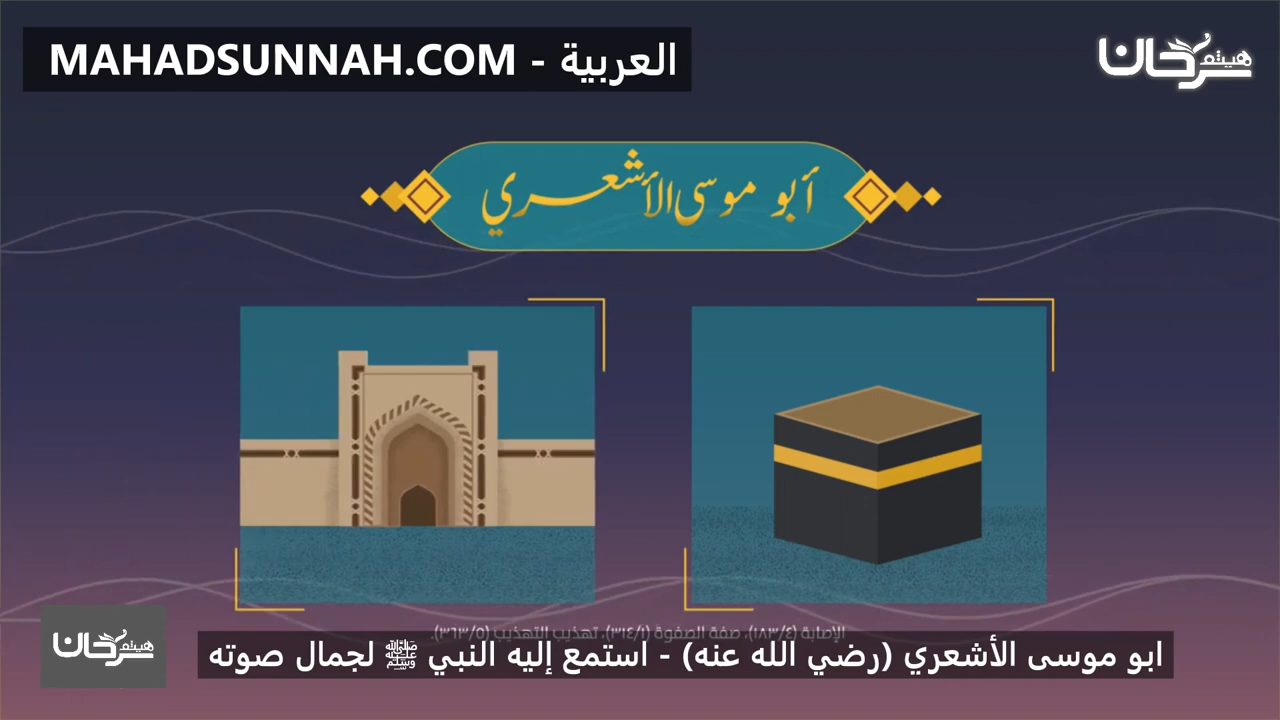 MAHADSUNNAH.COM - العربية
هيثم سرحان
أبو موسى الأشعري
الإصابة (١٨٣/٤)، صفة الصفوة (٣١٤/١)، تهذيب التهذيب (٣٦٣/٥).
ابو موسى الأشعري (رضي الله عنه) - استمع إليه النبي ﷺ لجمال صوته
هيثم سرحان